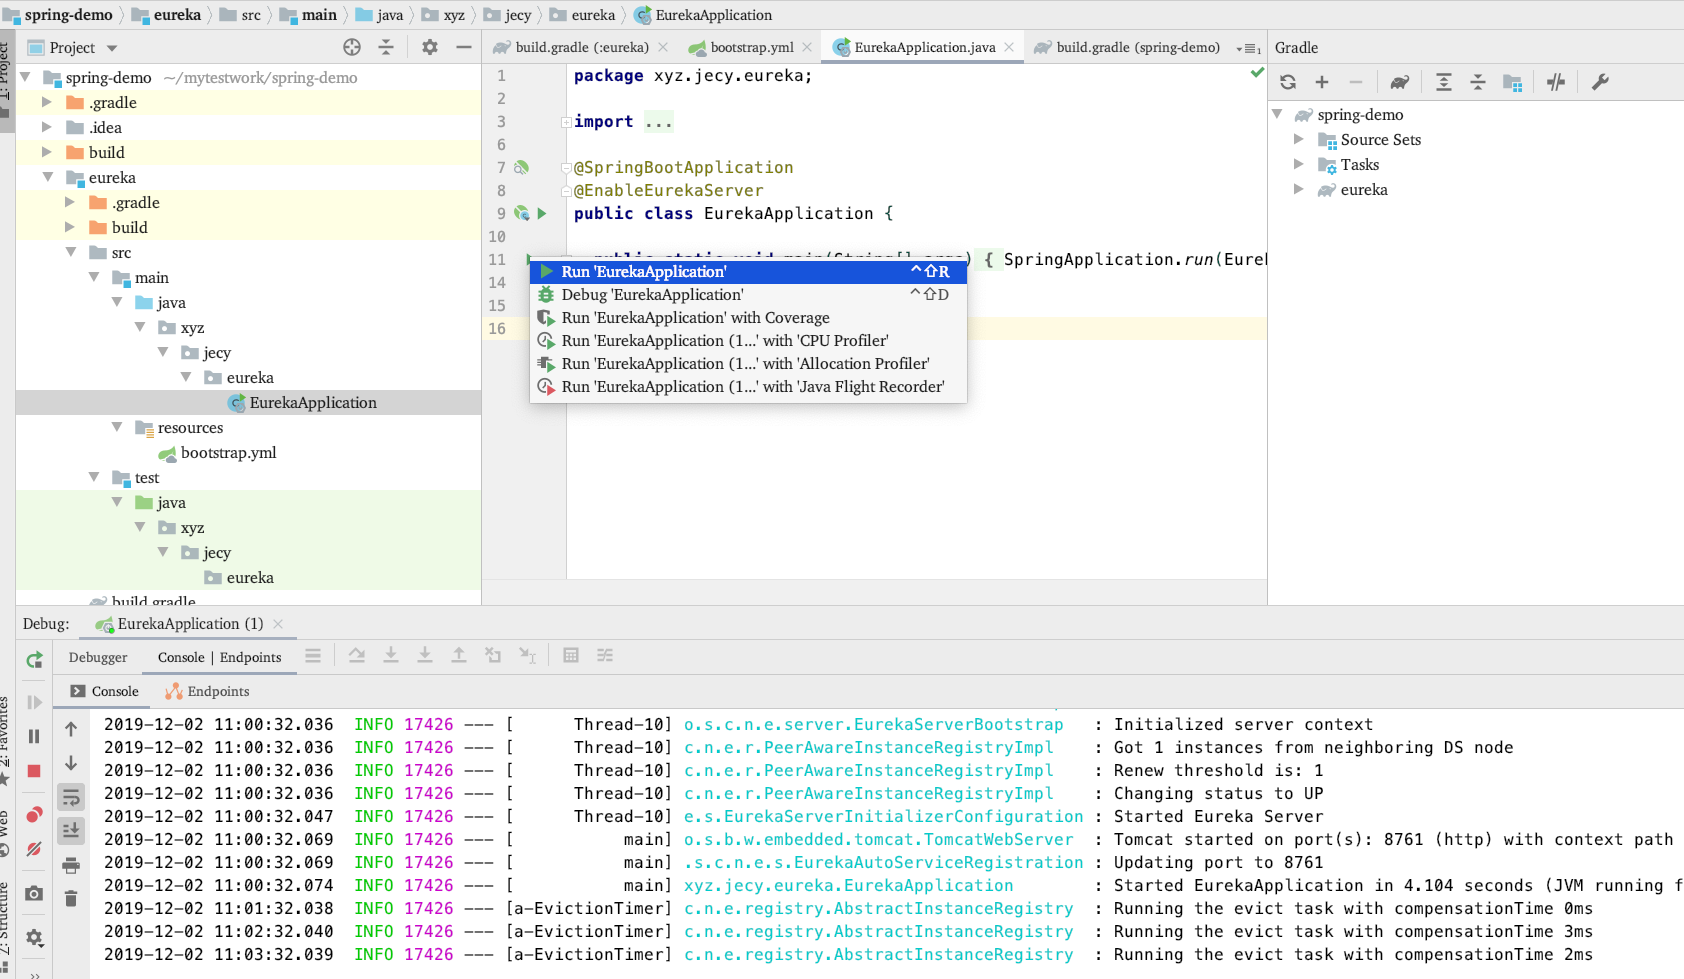 spring-demo eureka src main java xyz jecy eureka EurekaApplication
1: Project
Project
build.gradle (:eureka) bootstrap.yml EurekaApplication.java build.gradle (spring-demo)
Gradle
spring-demo ~/mytestwork/spring-demo
.gradle
.idea
build
eureka
.gradle
build
src
main
java
xyz
jecy
eureka
EurekaApplication
resources
bootstrap.yml
test
java
xyz
jecy
eureka
build.gradle
1 package xyz.jecy.eureka;
2
3 import ...
6
7 @SpringBootApplication
8 @EnableEurekaServer
9 public class EurekaApplication {
10
11 public static void main(String[] args) { SpringApplication.run(Eurek
14
15
16
Run 'EurekaApplication' ^⇧R
Debug 'EurekaApplication' ^⇧D
Run 'EurekaApplication' with Coverage
Run 'EurekaApplication (1...' with 'CPU Profiler'
Run 'EurekaApplication (1...' with 'Allocation Profiler'
Run 'EurekaApplication (1...' with 'Java Flight Recorder'
spring-demo
Source Sets
Tasks
eureka
Debug: EurekaApplication (1)
Debugger Console | Endpoints
Console Endpoints
2: Favorites
Web
7: Structure
2019-12-02 11:00:32.036 INFO 17426 --- [ Thread-10] o.s.c.n.e.server.EurekaServerBootstrap : Initialized server context
2019-12-02 11:00:32.036 INFO 17426 --- [ Thread-10] c.n.e.r.PeerAwareInstanceRegistryImpl : Got 1 instances from neighboring DS node
2019-12-02 11:00:32.036 INFO 17426 --- [ Thread-10] c.n.e.r.PeerAwareInstanceRegistryImpl : Renew threshold is: 1
2019-12-02 11:00:32.036 INFO 17426 --- [ Thread-10] c.n.e.r.PeerAwareInstanceRegistryImpl : Changing status to UP
2019-12-02 11:00:32.047 INFO 17426 --- [ Thread-10] e.s.EurekaServerInitializerConfiguration : Started Eureka Server
2019-12-02 11:00:32.069 INFO 17426 --- [ main] o.s.b.w.embedded.tomcat.TomcatWebServer : Tomcat started on port(s): 8761 (http) with context path
2019-12-02 11:00:32.069 INFO 17426 --- [ main] .s.c.n.e.s.EurekaAutoServiceRegistration : Updating port to 8761
2019-12-02 11:00:32.074 INFO 17426 --- [ main] xyz.jecy.eureka.EurekaApplication : Started EurekaApplication in 4.104 seconds (JVM running f
2019-12-02 11:01:32.038 INFO 17426 --- [a-EvictionTimer] c.n.e.registry.AbstractInstanceRegistry : Running the evict task with compensationTime 0ms
2019-12-02 11:02:32.040 INFO 17426 --- [a-EvictionTimer] c.n.e.registry.AbstractInstanceRegistry : Running the evict task with compensationTime 3ms
2019-12-02 11:03:32.039 INFO 17426 --- [a-EvictionTimer] c.n.e.registry.AbstractInstanceRegistry : Running the evict task with compensationTime 2ms